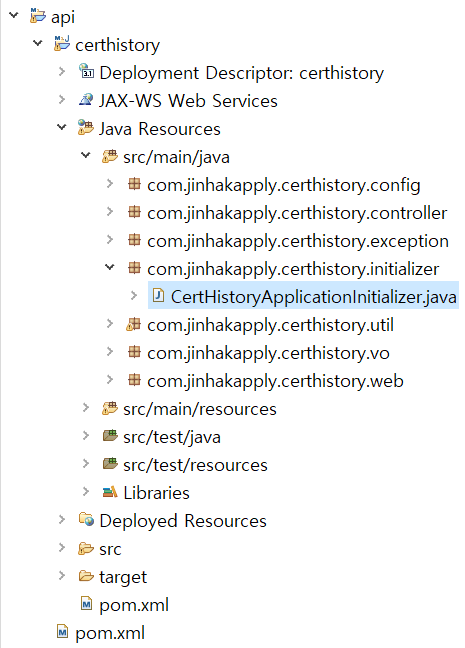 api
certhistory
Deployment Descriptor: certhistory
JAX-WS Web Services
Java Resources
src/main/java
com.jinhakapply.certhistory.config
com.jinhakapply.certhistory.controller
com.jinhakapply.certhistory.exception
com.jinhakapply.certhistory.initializer
CertHistoryApplicationInitializer.java
com.jinhakapply.certhistory.util
com.jinhakapply.certhistory.vo
com.jinhakapply.certhistory.web
src/main/resources
src/test/java
src/test/resources
Libraries
Deployed Resources
src
target
pom.xml
pom.xml